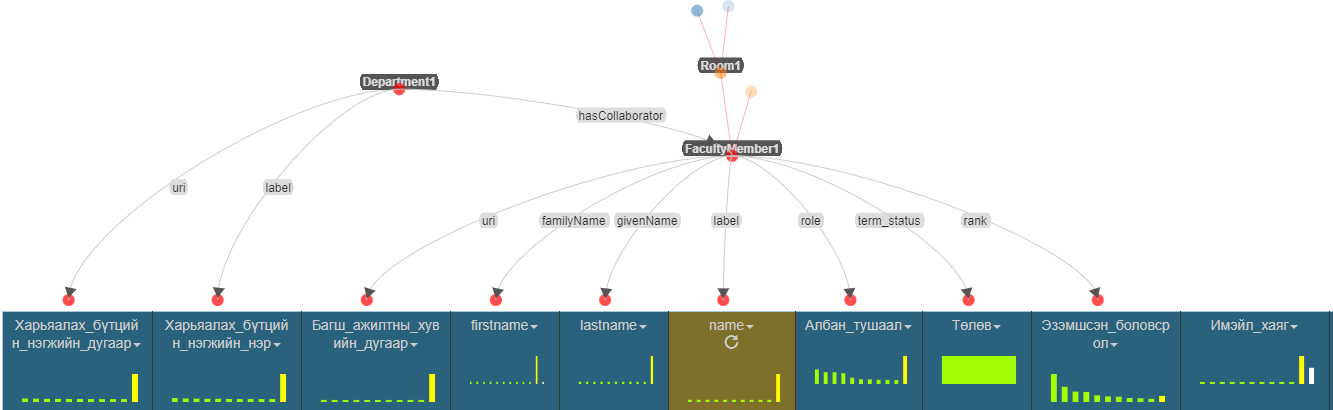 Room1
Department1
hasCollaborator
FacultyMember1
uri
label
uri
familyName
givenName
label
role
term_status
rank
Харьяалах_бүтций
н_нэгжийн_дугаар
Харьяалах_бүтций
н_нэгжийн_нэр
Багш_ажилтны_хув
ийн_дугаар
firstname
lastname
name
Албан_тушаал
Төлөв
Эзэмшсэн_боловср
ол
Имэйл_хаяг